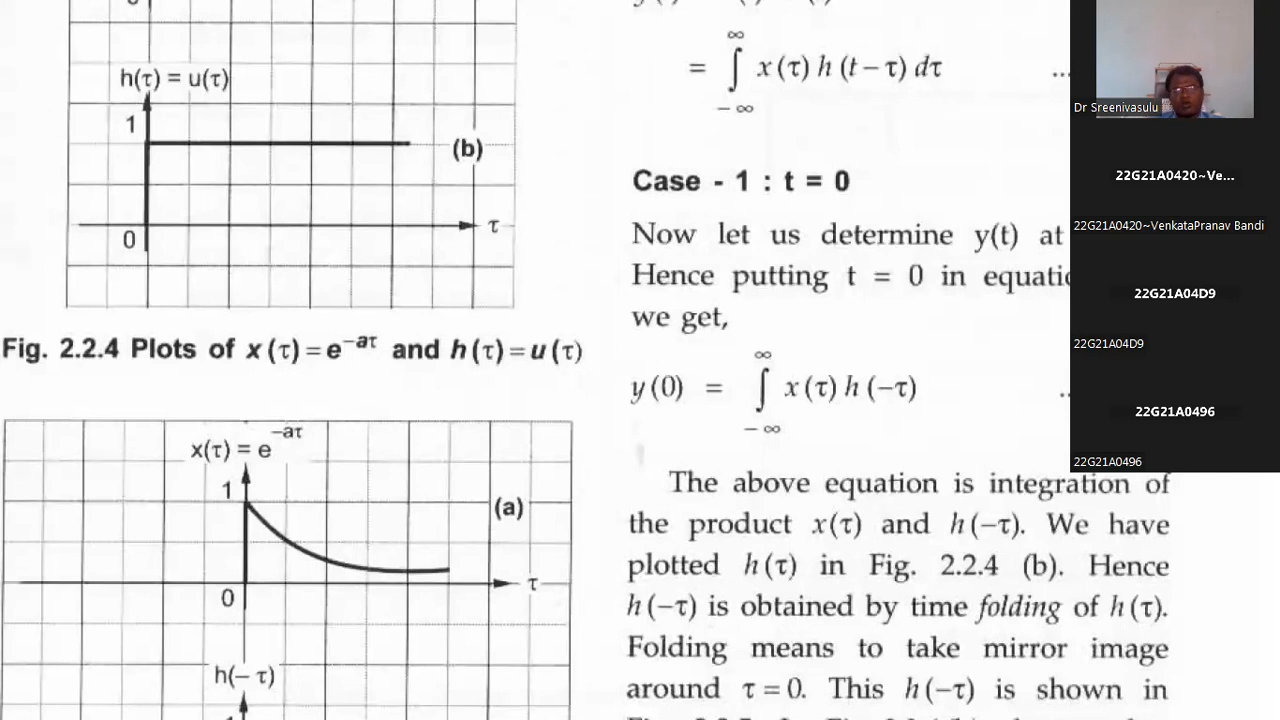 h(τ) = u(τ)
1
(b)
τ
0
Fig. 2.2.4 Plots of x(τ) = e^–aτ and h(τ) = u(τ)
x(τ) = e^–aτ
1
(a)
τ
0
h(– τ)
= ∫_{–∞}^{∞} x(τ) h(t – τ) dτ ...
Case - 1 : t = 0
Now let us determine y(t) at
Hence putting t = 0 in
we get,
y(0) = ∫_{–∞}^{∞} x(τ) h(–τ) ..
The above equation is integration of
the product x(τ) and h(–τ). We have
plotted h(τ) in Fig. 2.2.4 (b). Hence
h(–τ) is obtained by time folding of h(τ).
Folding means to take mirror image
around τ = 0. This h(–τ) is shown in
Dr Sreenivasulu
22G21A0420~Ve...
22G21A0420~VenkataPranav Bandi
22G21A04D9
22G21A04D9
22G21A0496
22G21A0496